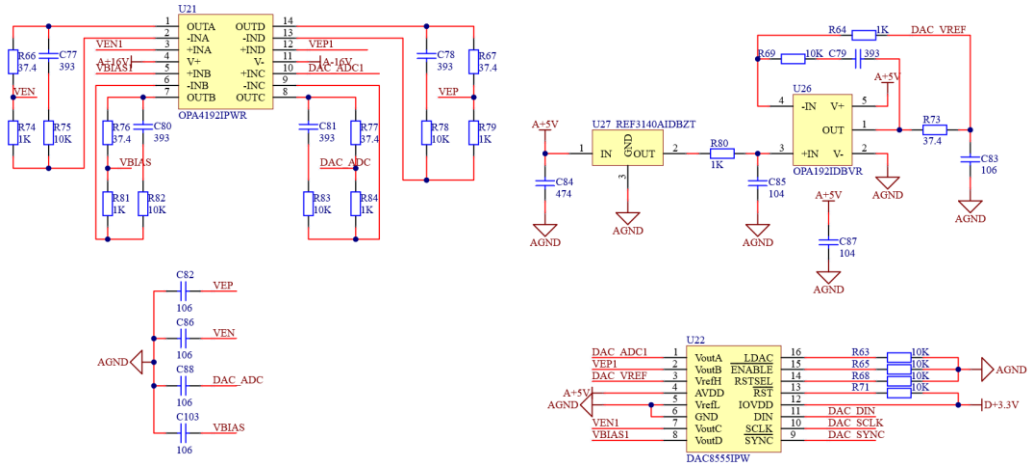 U21
1 OUTA OUTD 14
2 -INA -IND 13
VEN1 3 +INA +IND 12 VEP1
A+16V 4 V+ V- 11 A-16V
VBIAS1 5 +INB +INC 10 DAC_ADC1
6 -INB -INC 9
7 OUTB OUTC 8
OPA4192IPWR
R66 37.4
C77 393
VEN
R74 1K
R75 10K
R76 37.4
C80 393
VBIAS
R81 1K
R82 10K
C81 393
R77 37.4
DAC_ADC
R83 10K
R84 1K
C78 393
R67 37.4
VEP
R78 10K
R79 1K
R64 1K DAC_VREF
R69 10K C79 393
A+5V
U26
4 -IN V+ 5
OUT 1
3 +IN V- 2
OPA192IDBVR
R73 37.4
C83 106
AGND
AGND
A+5V
U27 REF3140AIDBZT
1 IN GND OUT 2
3
R80 1K
C84 474
C85 104
AGND
AGND
AGND
A+5V
C87 104
AGND
C82 VEP
106
C86 VEN
106
AGND
C88 DAC_ADC
106
C103 VBIAS
106
U22
DAC_ADC1 1 VoutA LDAC 16 R63 10K
VEP1 2 VoutB ENABLE 15 R65 10K
DAC_VREF 3 VrefH RSTSEL 14 R68 10K
A+5V 4 AVDD RST 13 R71 10K
AGND 5 VrefL IOVDD 12 D+3.3V
6 GND DIN 11 DAC_DIN
VEN1 7 VoutC SCLK 10 DAC_SCLK
VBIAS1 8 VoutD SYNC 9 DAC_SYNC
DAC8555IPW
AGND